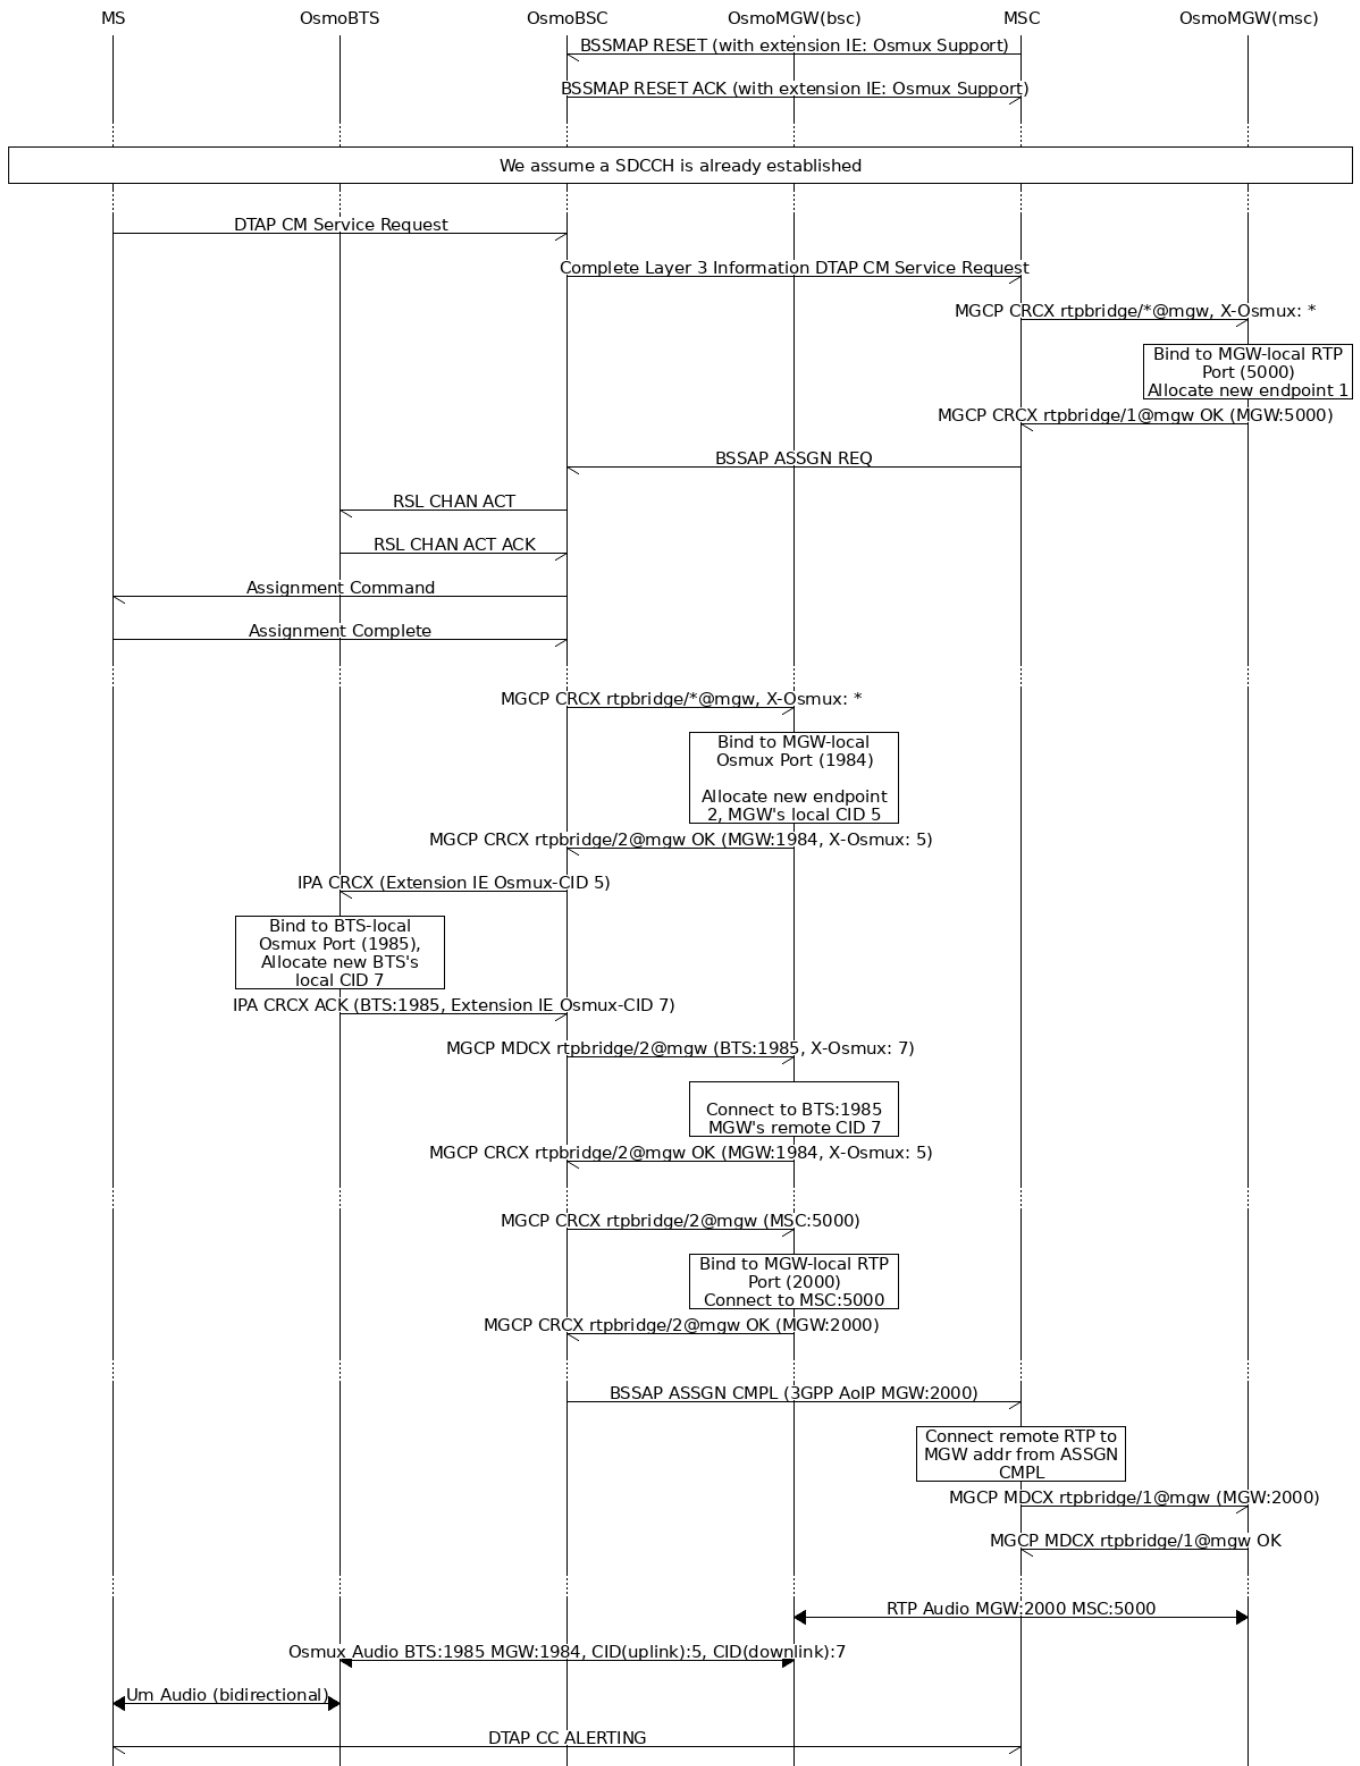 MS OsmoBTS OsmoBSC OsmoMGW(bsc) MSC OsmoMGW(msc)
BSSMAP RESET (with extension IE: Osmux Support)
BSSMAP RESET ACK (with extension IE: Osmux Support)
We assume a SDCCH is already established
DTAP CM Service Request
Complete Layer 3 Information DTAP CM Service Request
MGCP CRCX rtpbridge/*@mgw, X-Osmux: *
Bind to MGW-local RTP
Port (5000)
Allocate new endpoint 1
MGCP CRCX rtpbridge/1@mgw OK (MGW:5000)
BSSAP ASSGN REQ
RSL CHAN ACT
RSL CHAN ACT ACK
Assignment Command
Assignment Complete
MGCP CRCX rtpbridge/*@mgw, X-Osmux: *
Bind to MGW-local
Osmux Port (1984)
Allocate new endpoint
2, MGW's local CID 5
MGCP CRCX rtpbridge/2@mgw OK (MGW:1984, X-Osmux: 5)
IPA CRCX (Extension IE Osmux-CID 5)
Bind to BTS-local
Osmux Port (1985),
Allocate new BTS's
local CID 7
IPA CRCX ACK (BTS:1985, Extension IE Osmux-CID 7)
MGCP MDCX rtpbridge/2@mgw (BTS:1985, X-Osmux: 7)
Connect to BTS:1985
MGW's remote CID 7
MGCP CRCX rtpbridge/2@mgw OK (MGW:1984, X-Osmux: 5)
MGCP CRCX rtpbridge/2@mgw (MSC:5000)
Bind to MGW-local RTP
Port (2000)
Connect to MSC:5000
MGCP CRCX rtpbridge/2@mgw OK (MGW:2000)
BSSAP ASSGN CMPL (3GPP AoIP MGW:2000)
Connect remote RTP to
MGW addr from ASSGN
CMPL
MGCP MDCX rtpbridge/1@mgw (MGW:2000)
MGCP MDCX rtpbridge/1@mgw OK
RTP Audio MGW:2000 MSC:5000
Osmux Audio BTS:1985 MGW:1984, CID(uplink):5, CID(downlink):7
Um Audio (bidirectional)
DTAP CC ALERTING